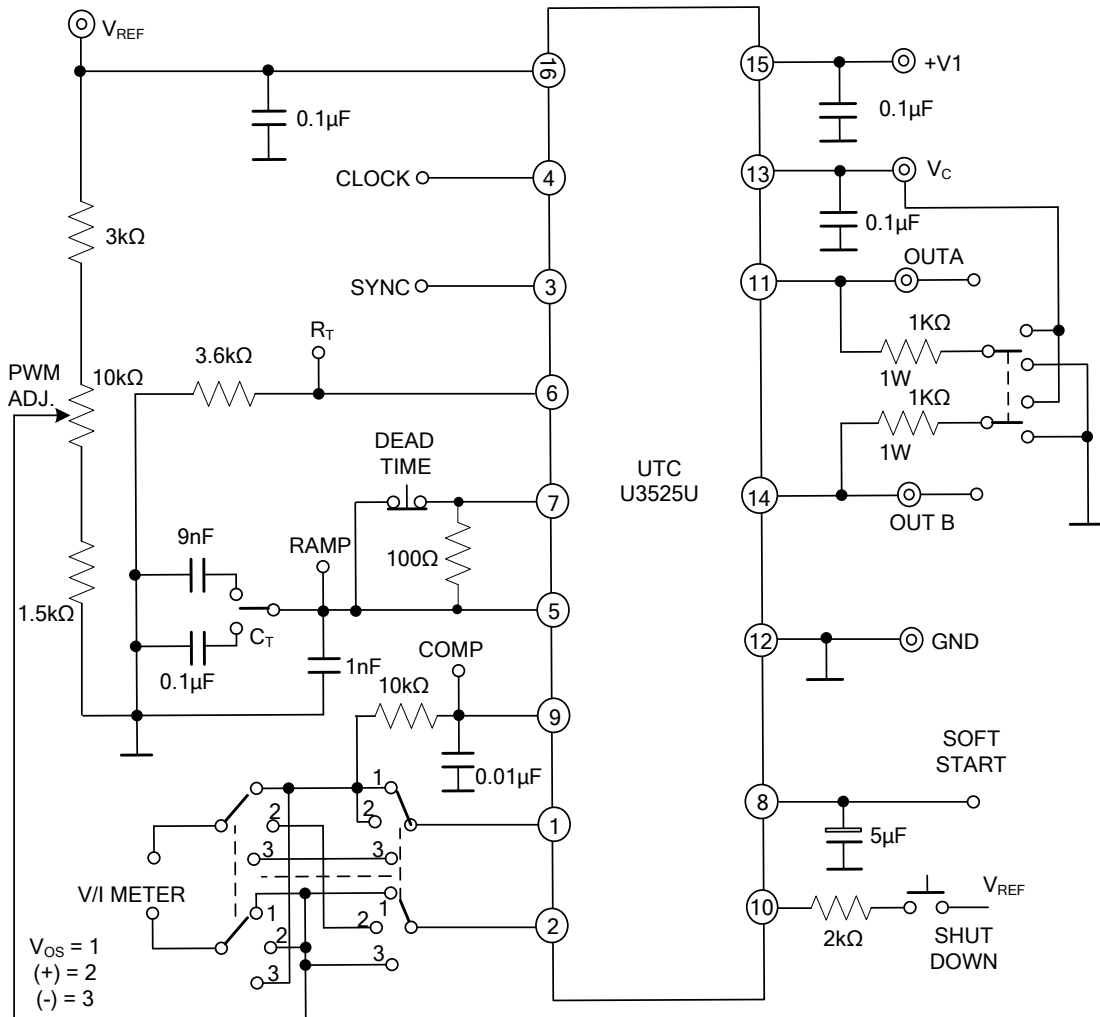 VREF
16
15
+V1
0.1µF
0.1µF
CLOCK
4
13
VC
3kΩ
0.1µF
SYNC
3
11
OUTA
RT
3.6kΩ
1KΩ
1W
PWM
ADJ.
10kΩ
6
1KΩ
1W
DEAD
TIME
UTC
U3525U
7
14
OUT B
9nF
RAMP
100Ω
1.5kΩ
5
CT
0.1µF
1nF
COMP
12
GND
10kΩ
9
0.01µF
SOFT
START
1
2
2
3
3
1
8
5µF
V/I METER
1
1
2
2
3
3
2
10
2kΩ
VREF
SHUT
DOWN
VOS = 1
(+) = 2
(-) = 3